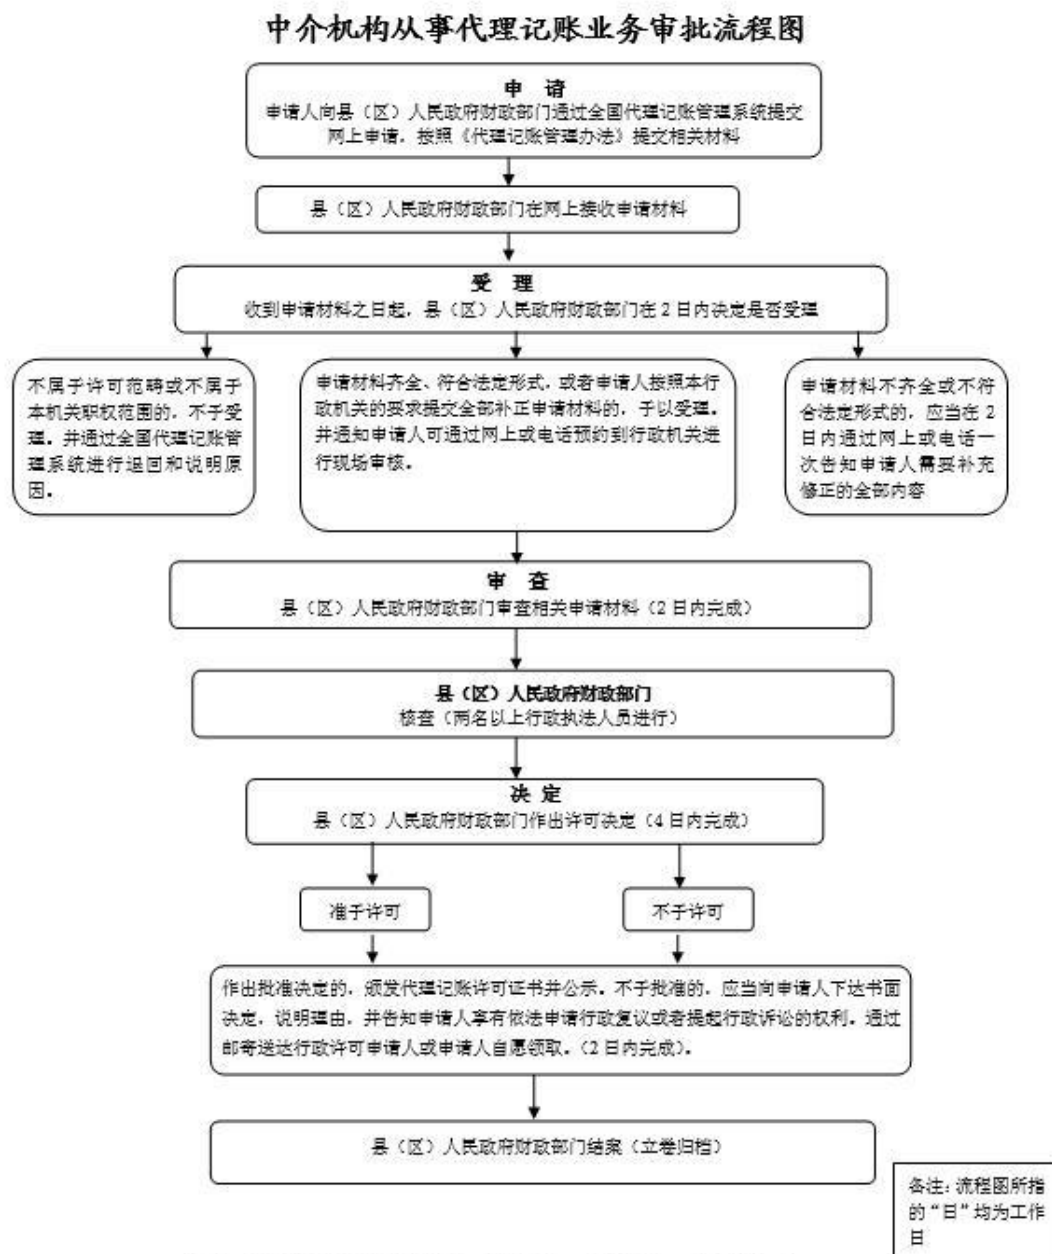 中介机构从事代理记账业务审批流程图
申 请
申请人向县（区）人民政府财政部门通过全国代理记账管理系统提交
网上申请，按照《代理记账管理办法》提交相关材料
县（区）人民政府财政部门在网上接收申请材料
受 理
收到申请材料之日起，县（区）人民政府财政部门在2日内决定是否受理
不属于许可范畴或不属于
本机关职权范围的，不予受
理。并通过全国代理记账管
理系统进行退回和说明原
因。
申请材料齐全、符合法定形式，或者申请人按照本行
政机关的要求提交全部补正申请材料的，予以受理。
并通知申请人可通过网上或电话预约到行政机关进
行现场审核。
申请材料不齐全或不符
合法定形式的，应当在2
日内通过网上或电话一
次告知申请人需要补充
修正的全部内容
审 查
县（区）人民政府财政部门审查相关申请材料（2日内完成）
县（区）人民政府财政部门
核查（两名以上行政执法人员进行）
决 定
县（区）人民政府财政部门作出许可决定（4日内完成）
准予许可
不予许可
作出批准决定的，颁发代理记账许可证书并公示。不予批准的，应当向申请人下达书面
决定，说明理由，并告知申请人享有依法申请行政复议或者提起行政诉讼的权利。通过
邮寄送达行政许可申请人或申请人自愿领取。（2日内完成）。
县（区）人民政府财政部门结案（立卷归档）
备注：流程图所指
的“日”均为工作
日